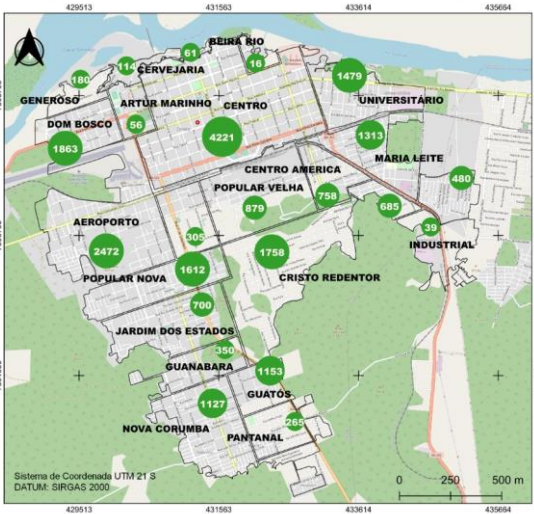 429513 431563 433614 435664
BEIRA RIO
61
114
CERVEJARIA
16
1479
180
GENEROSO
ARTUR MARINHO
CENTRO
UNIVERSITÁRIO
DOM BOSCO
56
4221
1313
1863
MARIA LEITE
CENTRO AMERICA
480
POPULAR VELHA
758
685
879
AEROPORTO
39
305
INDUSTRIAL
2472
1758
1612
POPULAR NOVA
CRISTO REDENTOR
700
JARDIM DOS ESTADOS
350
GUANABARA
1153
GUATÓS
1127
265
NOVA CORUMBA
PANTANAL
Sistema de Coordenada UTM 21 S
DATUM: SIRGAS 2000
0 250 500 m
429513 431563 433614 435664